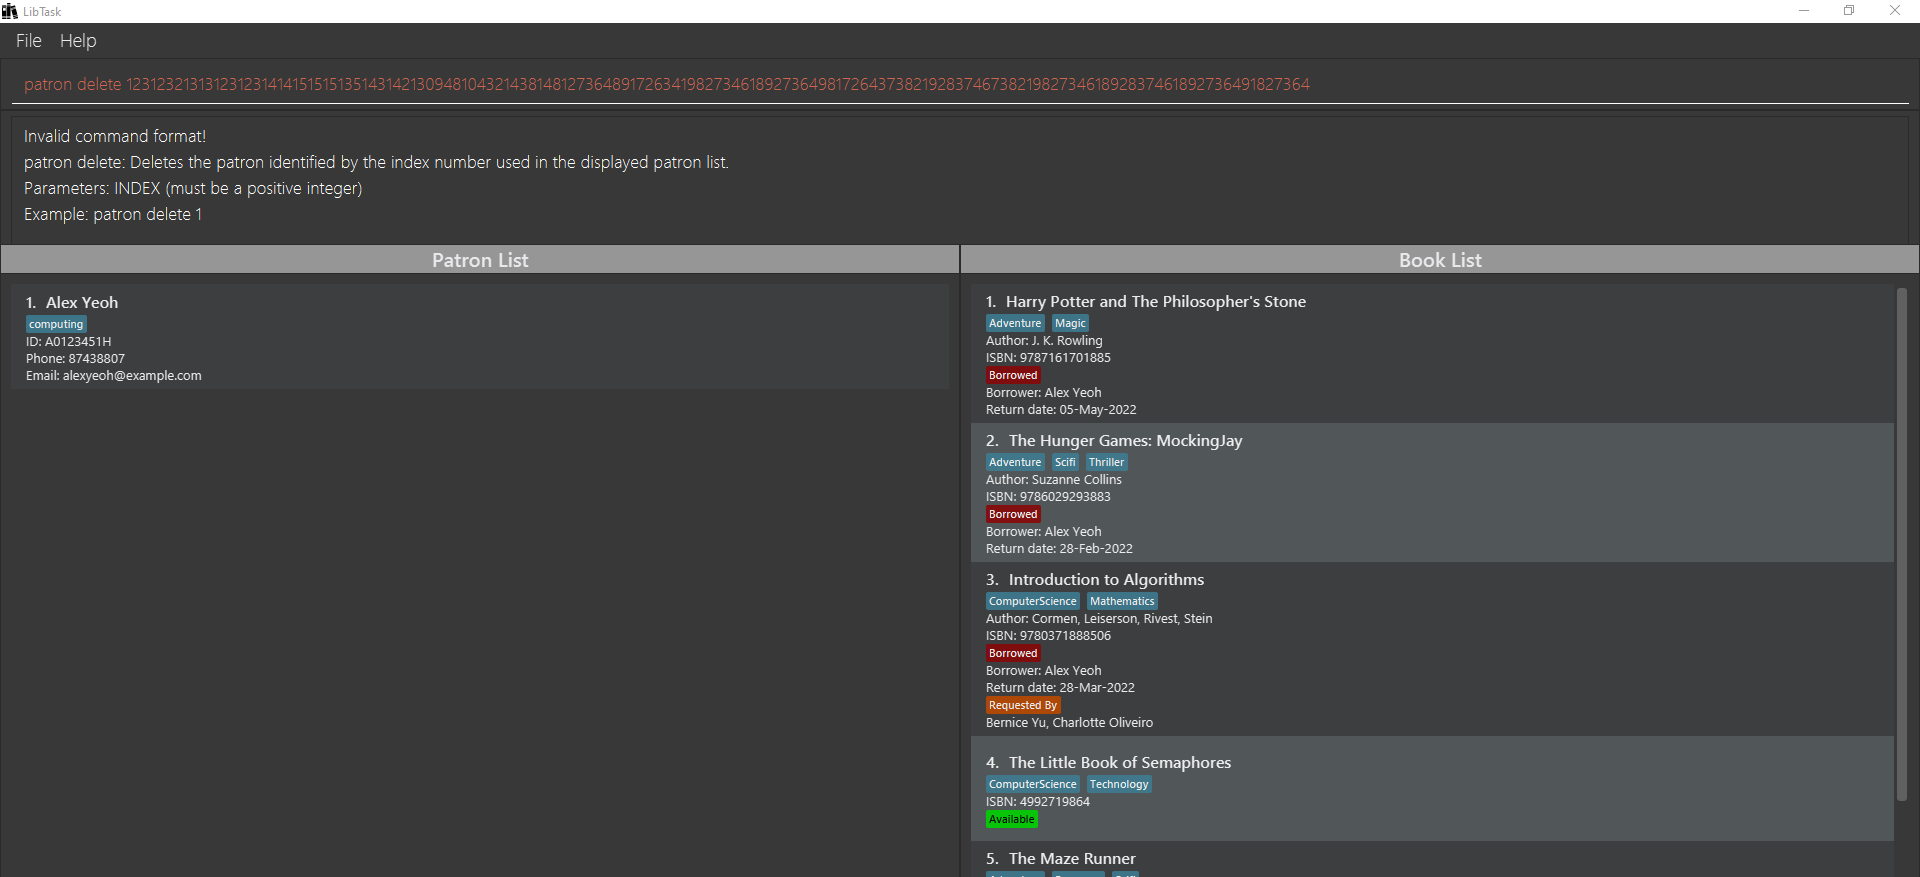 LibTask
File Help
patron delete 1231232131312312314141515151351431421309481043214381481273648917263419827346189273649817264373821928374673821982734618928374618927364​91827364
Invalid command format!
patron delete: Deletes the patron identified by the index number used in the displayed patron list.
Parameters: INDEX (must be a positive integer)
Example: patron delete 1
Patron List
1. Alex Yeoh
computing
ID: A0123451H
Phone: 87438807
Email: alexyeoh@example.com
Book List
1. Harry Potter and The Philosopher's Stone
Adventure Magic
Author: J. K. Rowling
ISBN: 9787161701885
Borrowed
Borrower: Alex Yeoh
Return date: 05-May-2022
2. The Hunger Games: MockingJay
Adventure Scifi Thriller
Author: Suzanne Collins
ISBN: 9786029293883
Borrowed
Borrower: Alex Yeoh
Return date: 28-Feb-2022
3. Introduction to Algorithms
ComputerScience Mathematics
Author: Cormen, Leiserson, Rivest, Stein
ISBN: 9780371888506
Borrowed
Borrower: Alex Yeoh
Return date: 28-Mar-2022
Requested By
Bernice Yu, Charlotte Oliveiro
4. The Little Book of Semaphores
ComputerScience Technology
ISBN: 4992719864
Available
5. The Maze Runner